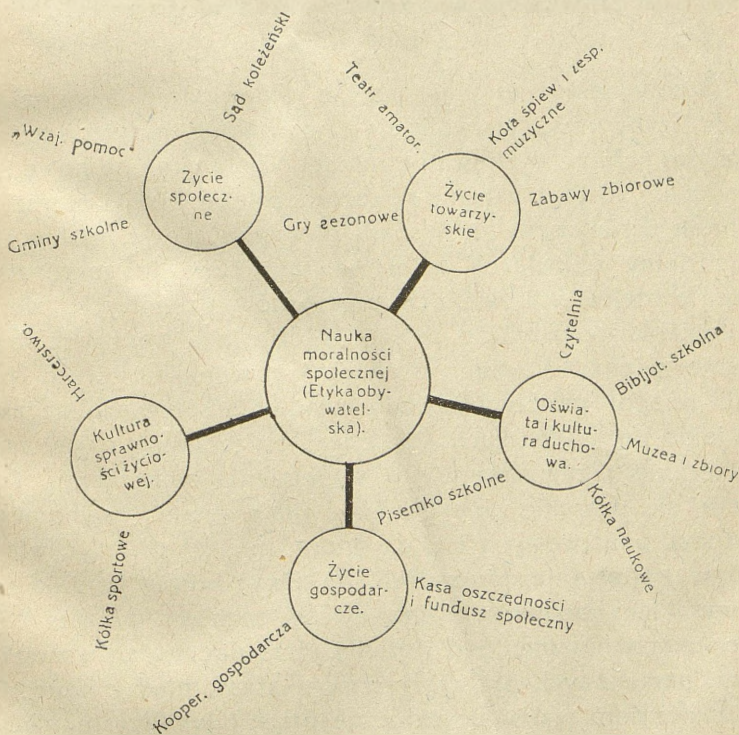 Sąd koleżeński
„Wzaj. pomoc”
Gminy szkolne
Zycie
społecz-
ne
Teatr amator.
Koła śpiew i zesp.
muzyczne
Zabawy zbiorowe
Gry sezonowe
Życie
towarzy-
skie
Nauka
moralności
społecznej
(Etyka oby-
watel-
ska).
Harcerstwo.
Kultura
sprawno-
ści życio-
wej.
Kółka sportowe
Czytelnia
Bibljot. szkolna
Muzea i zbiory
Kółka naukowe
Pisemko szkolne
Oświa-
ta i kultu-
ra ducho-
wa.
Życie
gospodar-
cze.
Kasa oszczędności
i fundusz społeczny
Kooper. gospodarcza